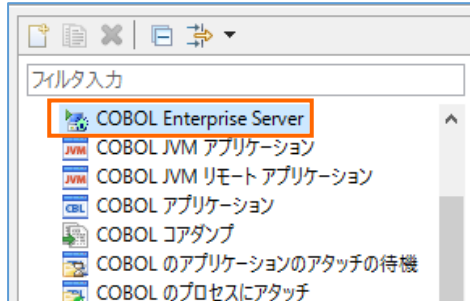 フィルタ入力
COBOL Enterprise Server
JVM COBOL JVM アプリケーション
JVM COBOL JVM リモート アプリケーション
CBL COBOL アプリケーション
COBOL コアダンプ
COBOL のアプリケーションのアタッチの待機
COBOL のプロセスにアタッチ